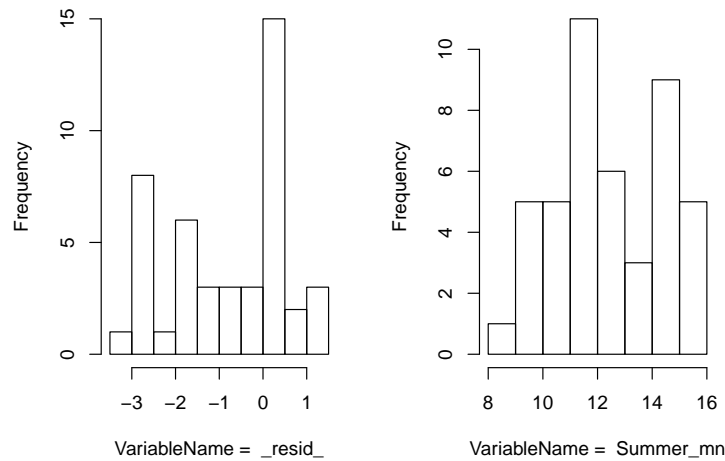 Frequency
15
10
5
0
−3 −2 −1 0 1
VariableName = _resid_
Frequency
10
8
6
4
2
0
8 10 12 14 16
VariableName = Summer_mn